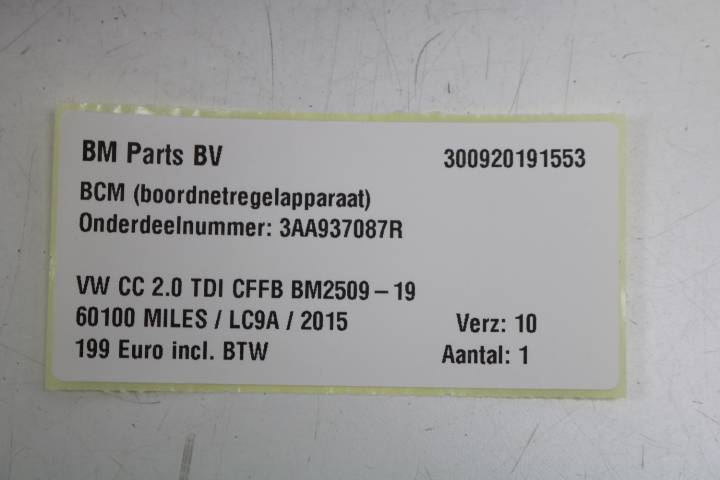 BM Parts BV 300920191553
BCM (boordnetregelapparaat)
Onderdeelnummer: 3AA937087R
VW CC 2.0 TDI CFFB BM2509 – 19
60100 MILES / LC9A / 2015 Verz: 10
199 Euro incl. BTW Aantal: 1